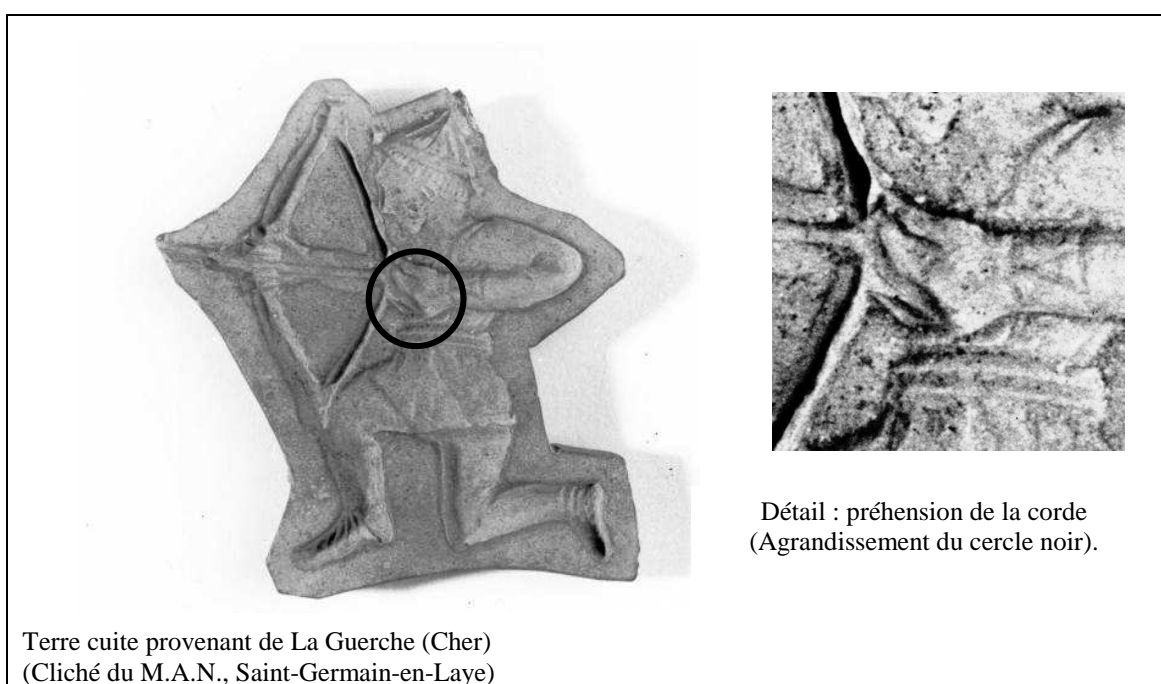 Détail : préhension de la corde
(Agrandissement du cercle noir).
Terre cuite provenant de La Guerche (Cher)
(Cliché du M.A.N., Saint-Germain-en-Laye)